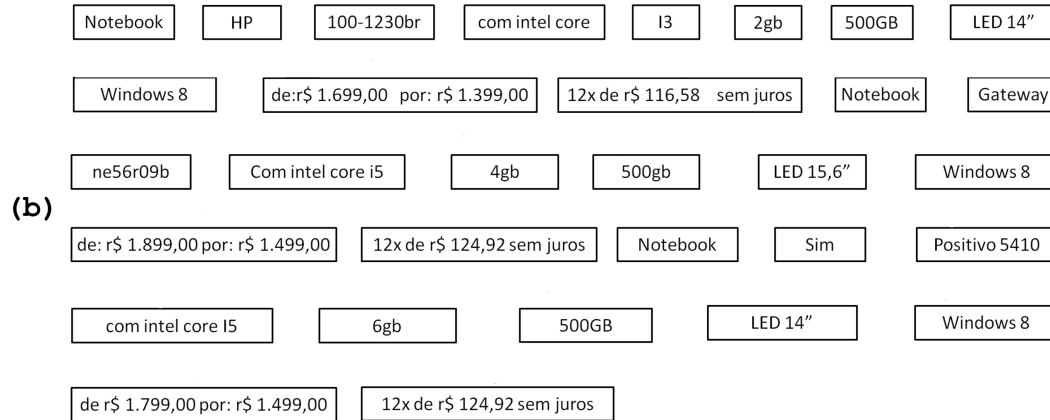 Notebook HP 100-1230br com intel core I3 2gb 500GB LED 14”
Windows 8 de:r$ 1.699,00 por: r$ 1.399,00 12x de r$ 116,58 sem juros Notebook Gateway
ne56r09b Com intel core i5 4gb 500gb LED 15,6” Windows 8
(b)
de: r$ 1.899,00 por: r$ 1.499,00 12x de r$ 124,92 sem juros Notebook Sim Positivo 5410
com intel core I5 6gb 500GB LED 14” Windows 8
de r$ 1.799,00 por: r$ 1.499,00 12x de r$ 124,92 sem juros